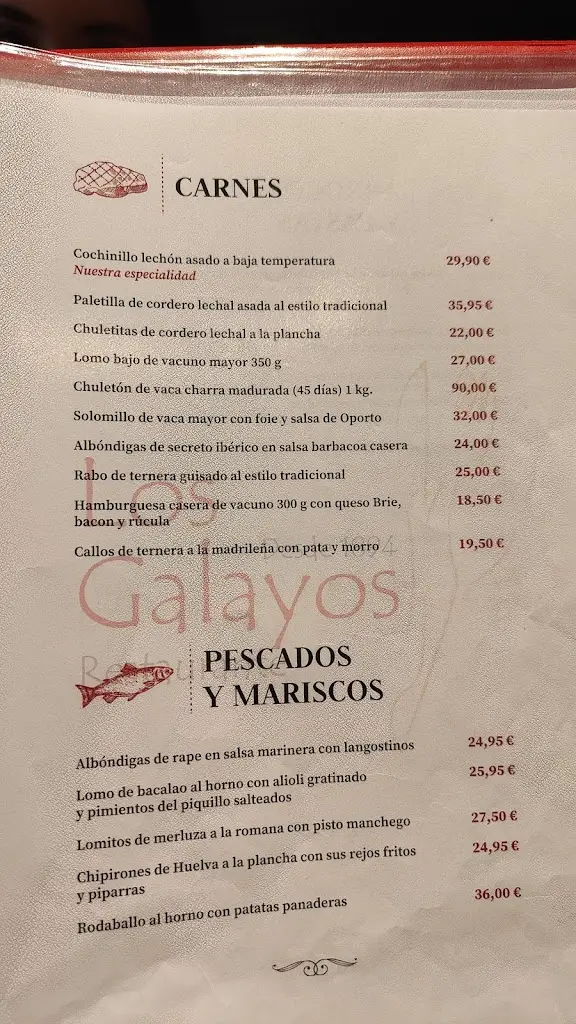 CARNES
Cochinillo lechón asado a baja temperatura 29,90 €
Nuestra especialidad
Paletilla de cordero lechal asada al estilo tradicional 35,95 €
Chuletitas de cordero lechal a la plancha 22,00 €
Lomo bajo de vacuno mayor 350 g 27,00 €
Chuletón de vaca charra madurada (45 días) 1 kg. 90,00 €
Solomillo de vaca mayor con foie y salsa de Oporto 32,00 €
Albóndigas de secreto ibérico en salsa barbacoa casera 24,00 €
Rabo de ternera guisado al estilo tradicional 25,00 €
Hamburguesa casera de vacuno 300 g con queso Brie, 18,50 €
bacon y rúcula
Callos de ternera a la madrileña con pata y morro 19,50 €
Los
Galayos
PESCADOS
Y MARISCOS
Albóndigas de rape en salsa marinera con langostinos 24,95 €
Lomo de bacalao al horno con alioli gratinado 25,95 €
y pimientos del piquillo salteados
Lomitos de merluza a la romana con pisto manchego 27,50 €
Chipirones de Huelva a la plancha con sus rejos fritos 24,95 €
y piparras
Rodaballo al horno con patatas panaderas 36,00 €